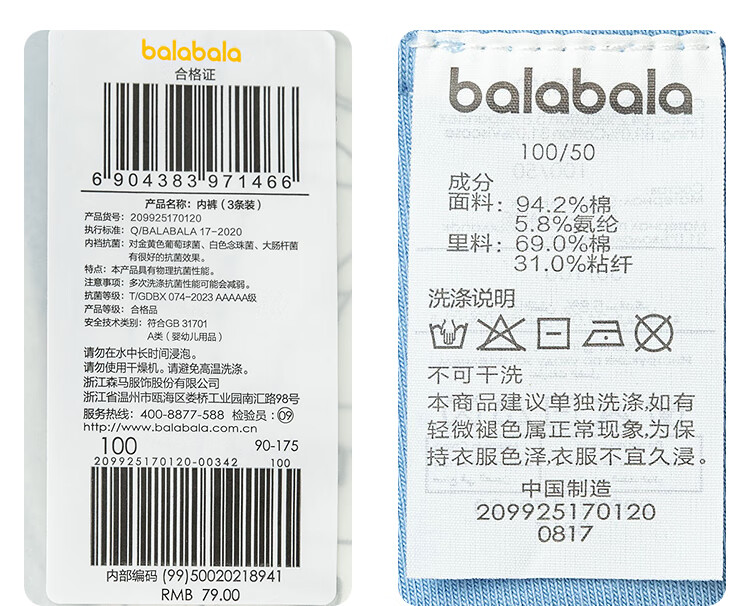 balabala
合格证
6 904383 971466
产品名称: 内裤 (3条装)
产品货号: 209925170120
执行标准: Q/BALABALA 17-2020
内裆抗菌: 对金黄色葡萄球菌、白色念珠菌、大肠杆菌
有很好的抗菌效果。
特点: 本产品具有物理抗菌性能。
注意事项: 多次洗涤抗菌性能可能会减弱。
抗菌等级: T/GDBX 074-2023 AAAAA级
产品等级: 合格品
安全技术类别: 符合GB 31701
A类 (婴幼儿用品)
请勿在水中长时间浸泡。
请勿使用干燥机。请避免高温洗涤。
浙江森马服饰股份有限公司
浙江省温州市瓯海区娄桥工业园南汇路98号
服务热线: 400-8877-588 检验员: 09
http://www.balabala.com.cn
100 90-175
209925170120-00342 100
内部编码 (99)50020218941
RMB 79.00
balabala
100/50
成分
面料: 94.2%棉
5.8%氨纶
里料: 69.0%棉
31.0%粘纤
洗涤说明
不可干洗
本商品建议单独洗涤,如有
轻微褪色属正常现象,为保
持衣服色泽,衣服不宜久浸。
中国制造
209925170120
0817